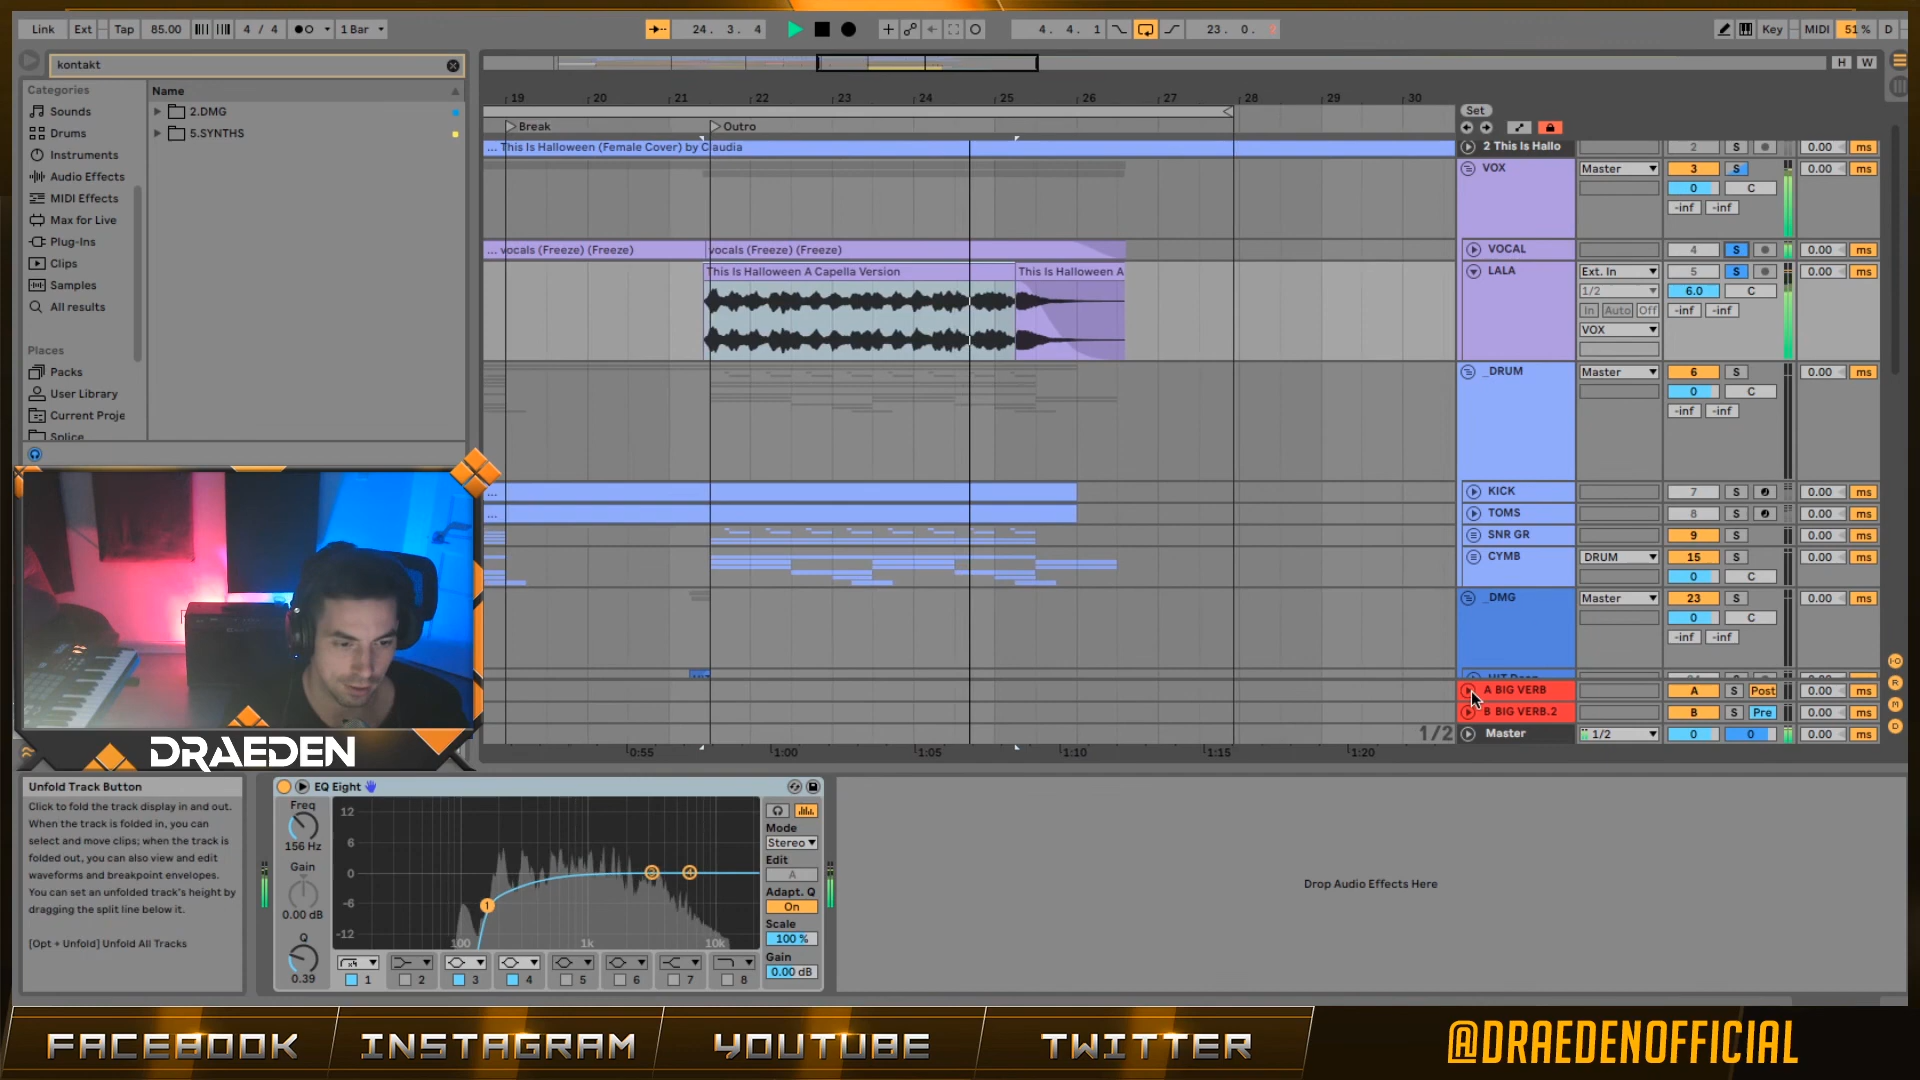 Link Ext Tap 85.00 4 / 4 1 Bar 24. 3. 4 4. 4. 1 23. 0. 9 Key MIDI 51 % D
kontakt
H W
Categories
Sounds
Drums
Instruments
Audio Effects
MIDI Effects
Max for Live
Plug-Ins
Clips
Samples
All results
Places
Packs
User Library
Current Proje
Splice
Name
2.DMG
5.SYNTHS
19 20 21 22 23 24 25 26 27 28 29 30
Set
Break Outro
... This Is Halloween (Female Cover) by Claudia
... vocals (Freeze) (Freeze) vocals (Freeze) (Freeze)
This Is Halloween A Capella Version This Is Halloween A
...
...
2 This Is Hallo 2 S 0.00 ms
VOX Master 3 S 0.00 ms
0 C
-inf -inf
VOCAL 4 S 0.00 ms
LALA Ext. In 5 S 0.00 ms
1/2 6.0 C
In Auto Off -inf -inf
VOX
_DRUM Master 6 S 0.00 ms
0 C
-inf -inf
KICK 7 S 0.00 ms
TOMS 8 S 0.00 ms
SNR GR 9 S 0.00 ms
CYMB DRUM 15 S 0.00 ms
0 C
_DMG Master 23 S 0.00 ms
0 C
-inf -inf
A BIG VERB A S Post 0.00 ms
B BIG VERB.2 B S Pre 0.00 ms
1/2 Master 1/2 0 0 0.00 ms
I·O
R
M
D
0:55 1:00 1:05 1:10 1:15 1:20
DRAEDEN
Unfold Track Button
Click to fold the track display in and out.
When the track is folded in, you can
select and move clips; when the track is
folded out, you can also view and edit
waveforms and breakpoint envelopes.
You can set an unfolded track's height by
dragging the split line below it.
[Opt + Unfold] Unfold All Tracks
EQ Eight
Freq
156 Hz
Gain
0.00 dB
Q
0.39
12
6
0
-6
-12
100 1k 10k
1 3 4
x4
1 2 3 4 5 6 7 8
Mode
Stereo
Edit
A
Adapt. Q
On
Scale
100 %
Gain
0.00 dB
Drop Audio Effects Here
FACEBOOK INSTAGRAM YOUTUBE TWITTER @DRAEDENOFFICIAL